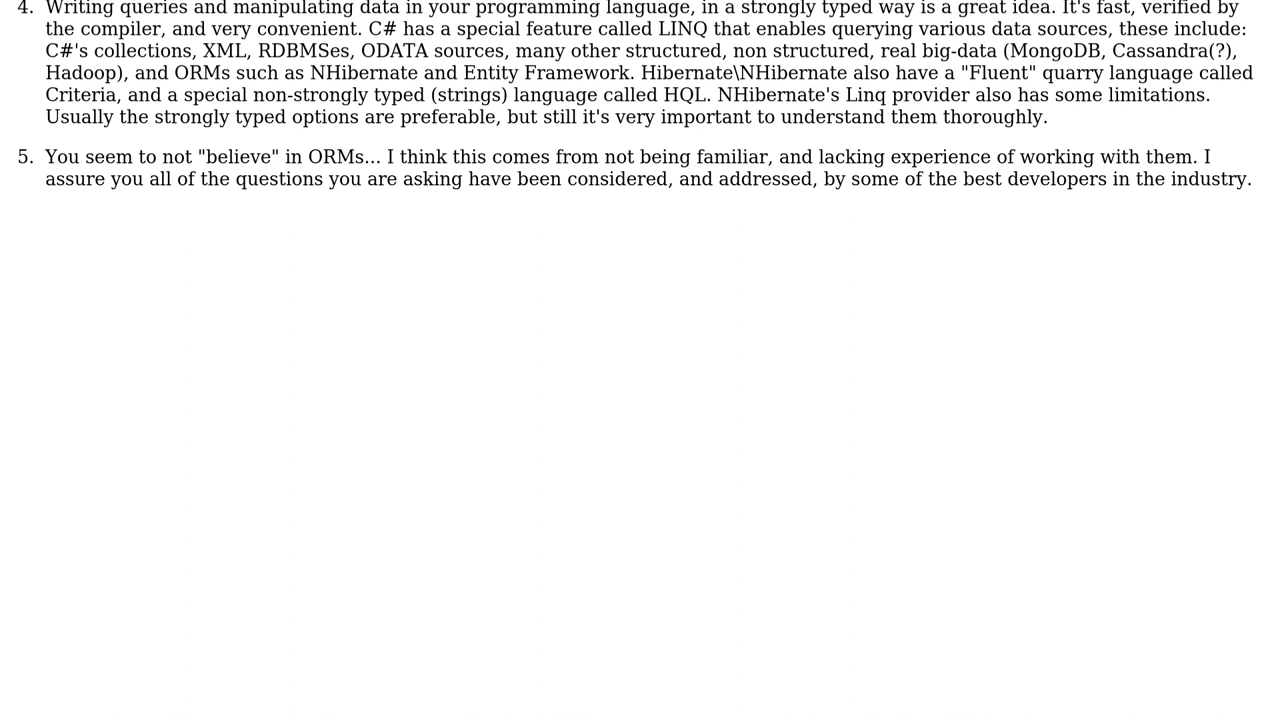 4. Writing queries and manipulating data in your programming language, in a strongly typed way is a great idea. It's fast, verified by
the compiler, and very convenient. C# has a special feature called LINQ that enables querying various data sources, these include:
C#'s collections, XML, RDBMSes, ODATA sources, many other structured, non structured, real big-data (MongoDB, Cassandra(?),
Hadoop), and ORMs such as NHibernate and Entity Framework. Hibernate\NHibernate also have a "Fluent" quarry language called
Criteria, and a special non-strongly typed (strings) language called HQL. NHibernate's Linq provider also has some limitations.
Usually the strongly typed options are preferable, but still it's very important to understand them thoroughly.
5. You seem to not "believe" in ORMs... I think this comes from not being familiar, and lacking experience of working with them. I
assure you all of the questions you are asking have been considered, and addressed, by some of the best developers in the industry.